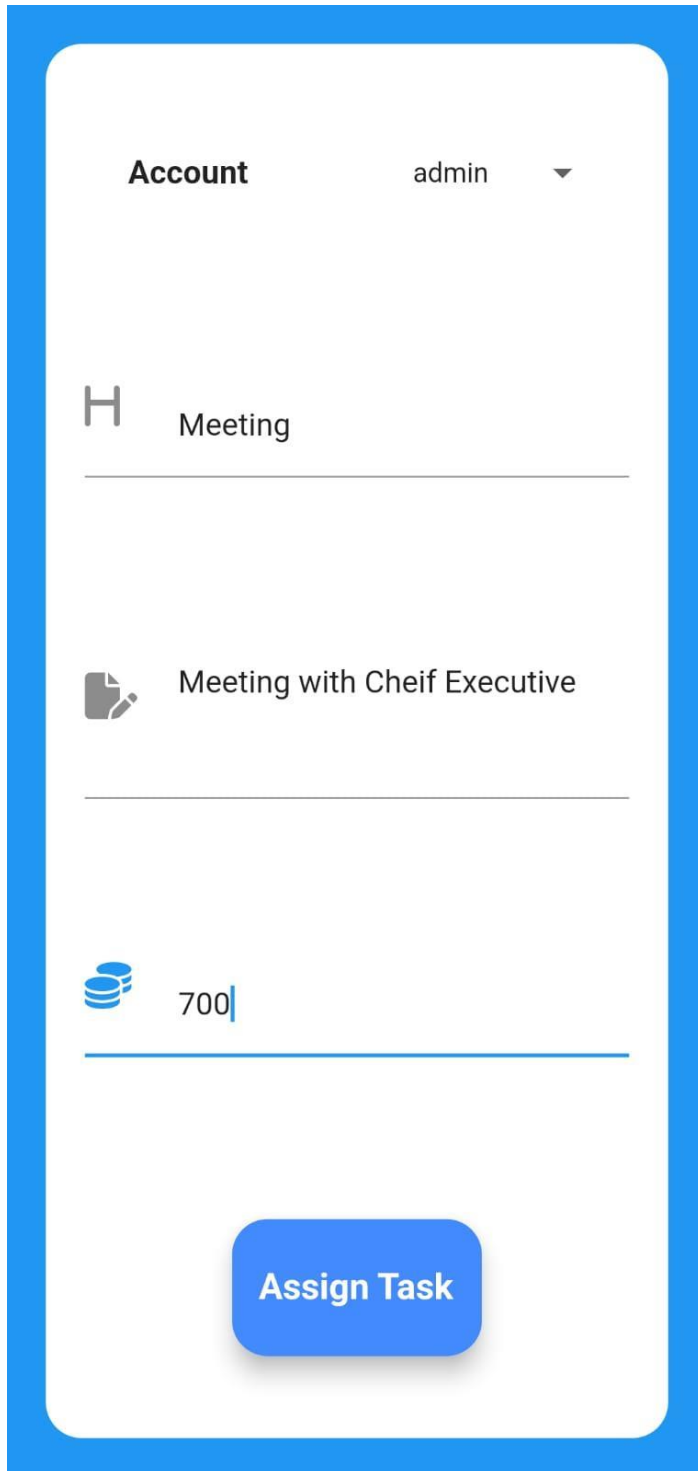 Account admin
Meeting
Meeting with Cheif Executive
700
Assign Task